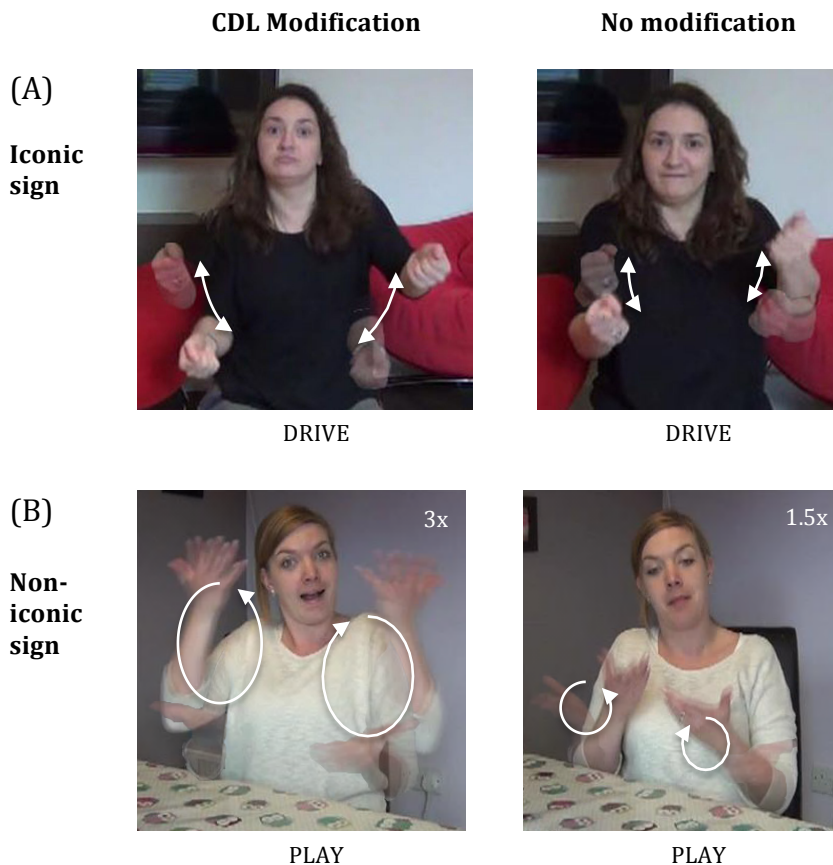 CDL Modification
No modification
(A)
Iconic
sign
DRIVE
DRIVE
(B)
Non-
iconic
sign
3x
1.5x
PLAY
PLAY